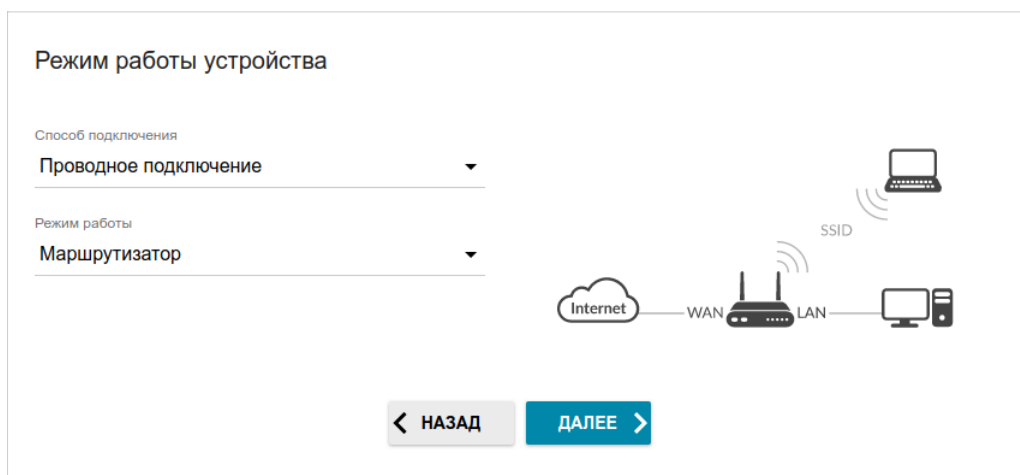 Режим работы устройства
Способ подключения
Проводное подключение
Режим работы
Маршрутизатор
SSID
Internet
WAN
LAN
НАЗАД
ДАЛЕЕ